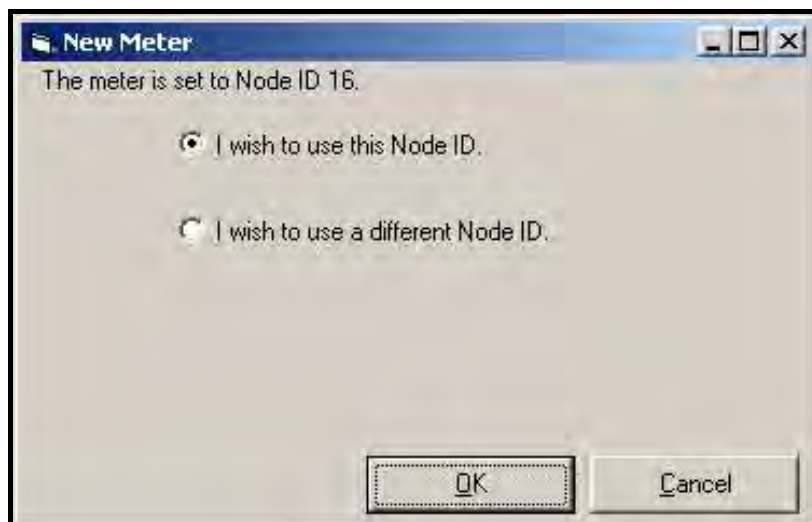 New Meter
The meter is set to Node ID 16.
I wish to use this Node ID.
I wish to use a different Node ID.
OK Cancel